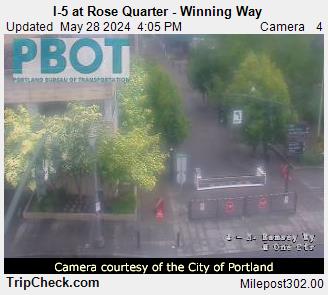 I-5 at Rose Quarter - Winning Way
Updated May 28 2024 4:05 PM Camera 4
PBOT
PORTLAND BUREAU OF TRANSPORTATION
Camera courtesy of the City of Portland
TripCheck.com Milepost302.00